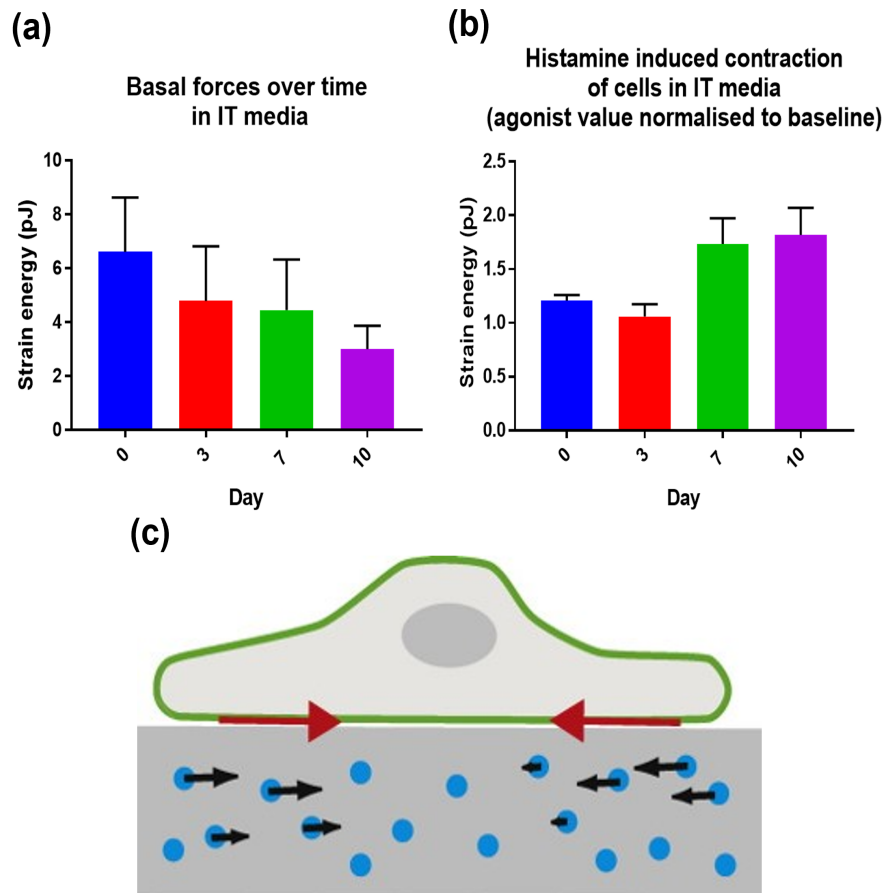 (a)
Basal forces over time
in IT media
Strain energy (pJ)
10
8
6
4
2
0
0
3
7
10
Day
(b)
Histamine induced contraction
of cells in IT media
(agonist value normalised to baseline)
Strain energy (pJ)
2.5
2.0
1.5
1.0
0.5
0.0
0
3
7
10
Day
(c)